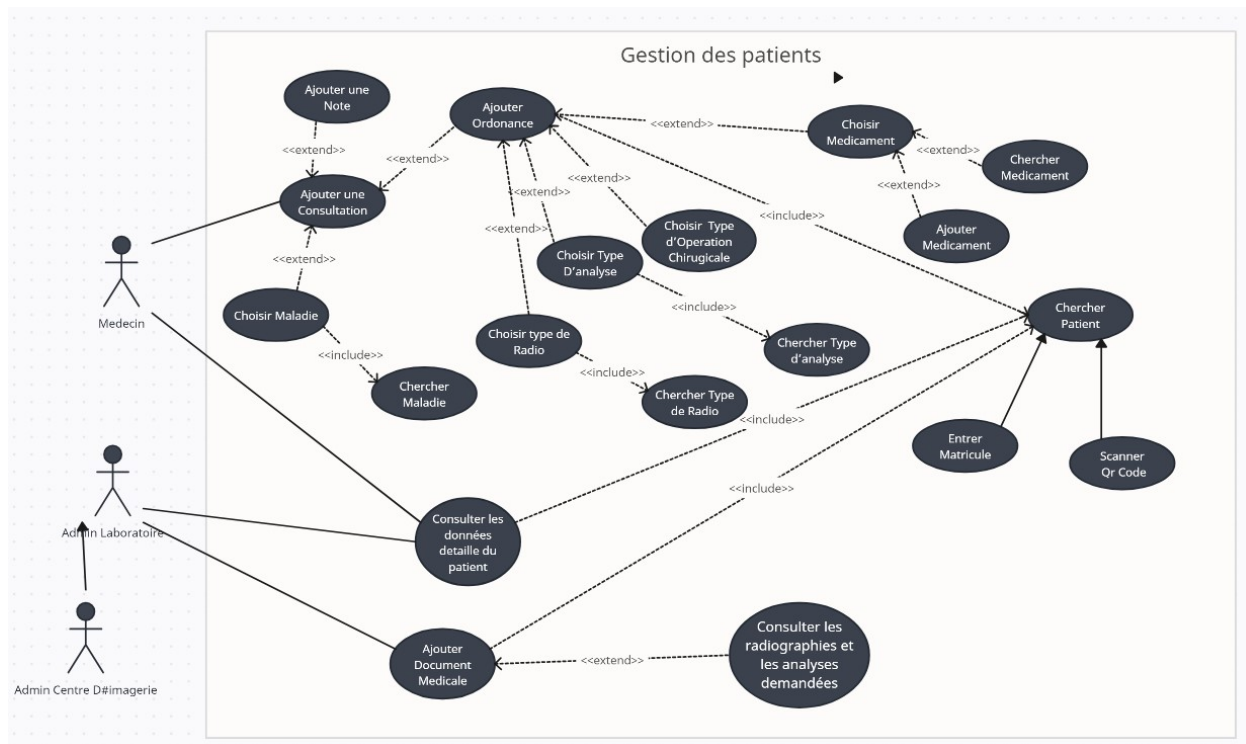 Gestion des patients
Ajouter une
Note
Ajouter
Ordonance
Choisir
Medicament
<<extend>>
<<extend>>
<<extend>>
<<extend>>
Chercher
Medicament
Ajouter une
Consultation
<<extend>>
<<extend>>
<<extend>>
<<extend>>
Ajouter
Medicament
<<include>>
Choisir Type
d'Operation
Chirugicale
<<extend>>
Choisir Type
D'analyse
<<extend>>
Medecin
Choisir Maladie
Choisir type de
Radio
<<include>>
Chercher
Patient
Chercher Type
d'analyse
<<include>>
<<include>>
Chercher
Maladie
Chercher Type
de Radio
<<include>>
Entrer
Matricule
Scanner
Qr Code
<<include>>
Admin Laboratoire
Consulter les
données
detaille du
patient
Ajouter
Document
Medicale
<<extend>>
Consulter les
radiographies et
les analyses
demandées
Admin Centre D#imagerie